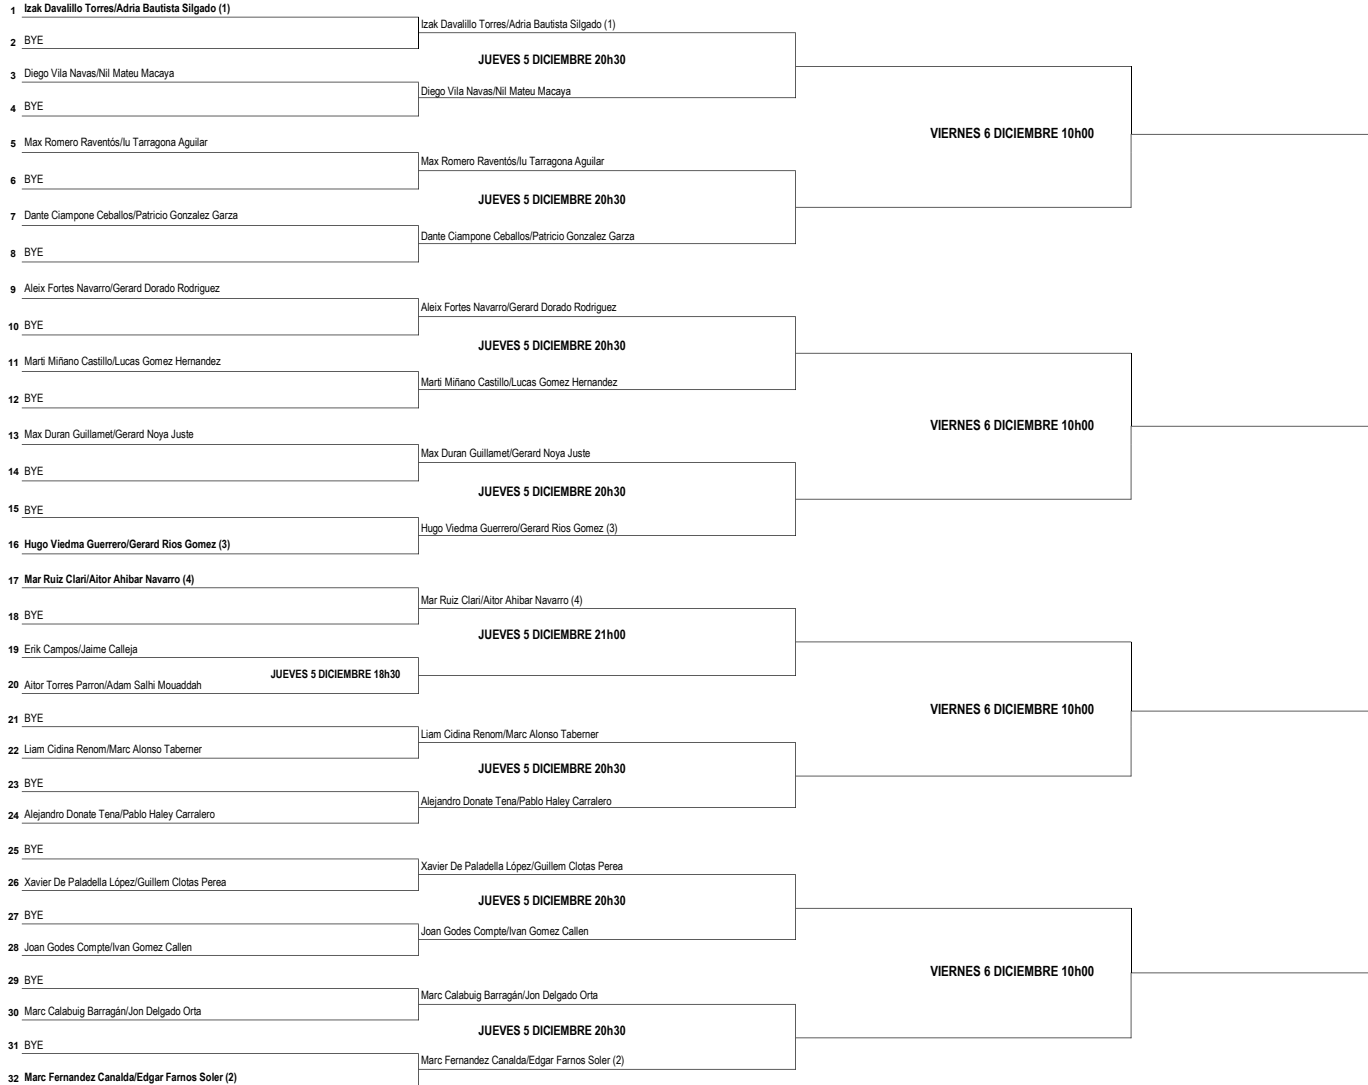 1 Izak Davalillo Torres/Adria Bautista Silgado (1)
Izak Davalillo Torres/Adria Bautista Silgado (1)
2 BYE
JUEVES 5 DICIEMBRE 20h30
3 Diego Vila Navas/Nil Mateu Macaya
Diego Vila Navas/Nil Mateu Macaya
4 BYE
VIERNES 6 DICIEMBRE 10h00
5 Max Romero Raventós/Iu Tarragona Aguilar
Max Romero Raventós/Iu Tarragona Aguilar
6 BYE
JUEVES 5 DICIEMBRE 20h30
7 Dante Ciampone Ceballos/Patricio Gonzalez Garza
Dante Ciampone Ceballos/Patricio Gonzalez Garza
8 BYE
9 Aleix Fortes Navarro/Gerard Dorado Rodriguez
Aleix Fortes Navarro/Gerard Dorado Rodriguez
10 BYE
JUEVES 5 DICIEMBRE 20h30
11 Marti Miñano Castillo/Lucas Gomez Hernandez
Marti Miñano Castillo/Lucas Gomez Hernandez
12 BYE
VIERNES 6 DICIEMBRE 10h00
13 Max Duran Guillamet/Gerard Noya Juste
Max Duran Guillamet/Gerard Noya Juste
14 BYE
JUEVES 5 DICIEMBRE 20h30
15 BYE
Hugo Viedma Guerrero/Gerard Rios Gomez (3)
16 Hugo Viedma Guerrero/Gerard Rios Gomez (3)
17 Mar Ruiz Clari/Aitor Ahibar Navarro (4)
Mar Ruiz Clari/Aitor Ahibar Navarro (4)
18 BYE
JUEVES 5 DICIEMBRE 21h00
19 Erik Campos/Jaime Calleja
JUEVES 5 DICIEMBRE 18h30
20 Aitor Torres Parron/Adam Salhi Mouaddah
VIERNES 6 DICIEMBRE 10h00
21 BYE
Liam Cidina Renom/Marc Alonso Taberner
22 Liam Cidina Renom/Marc Alonso Taberner
JUEVES 5 DICIEMBRE 20h30
23 BYE
Alejandro Donate Tena/Pablo Haley Carralero
24 Alejandro Donate Tena/Pablo Haley Carralero
25 BYE
Xavier De Paladella López/Guillem Clotas Perea
26 Xavier De Paladella López/Guillem Clotas Perea
JUEVES 5 DICIEMBRE 20h30
27 BYE
Joan Godes Compte/Ivan Gomez Callen
28 Joan Godes Compte/Ivan Gomez Callen
VIERNES 6 DICIEMBRE 10h00
29 BYE
Marc Calabuig Barragán/Jon Delgado Orta
30 Marc Calabuig Barragán/Jon Delgado Orta
JUEVES 5 DICIEMBRE 20h30
31 BYE
Marc Fernandez Canalda/Edgar Farnos Soler (2)
32 Marc Fernandez Canalda/Edgar Farnos Soler (2)